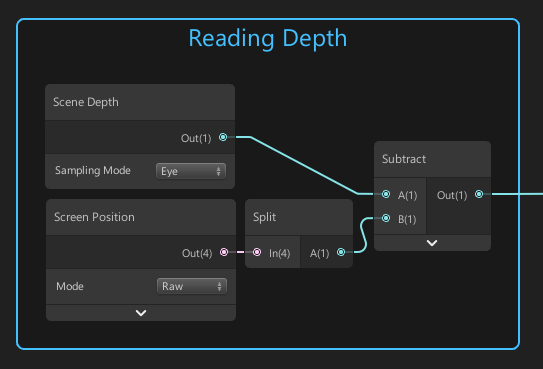 Reading Depth
Scene Depth
Out(1)
Sampling Mode Eye
Screen Position
Out(4)
Mode Raw
Split
In(4) A(1)
Subtract
A(1) Out(1)
B(1)